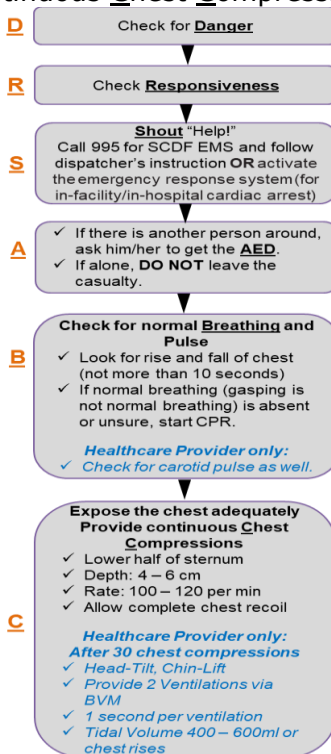 D
Check for Danger
R
Check Responsiveness
S
Shout “Help!”
Call 995 for SCDF EMS and follow
dispatcher’s instruction OR activate
the emergency response system (for
in-facility/in-hospital cardiac arrest)
A
✓ If there is another person around,
ask him/her to get the AED.
✓ If alone, DO NOT leave the
casualty.
B
Check for normal Breathing and
Pulse
✓ Look for rise and fall of chest
(not more than 10 seconds)
✓ If normal breathing (gasping is
not normal breathing) is absent
or unsure, start CPR.
Healthcare Provider only:
✓ Check for carotid pulse as well.
C
Expose the chest adequately
Provide continuous Chest
Compressions
✓ Lower half of sternum
✓ Depth: 4 – 6 cm
✓ Rate: 100 – 120 per min
✓ Allow complete chest recoil
Healthcare Provider only:
After 30 chest compressions
✓ Head-Tilt, Chin-Lift
✓ Provide 2 Ventilations via
BVM
✓ 1 second per ventilation
✓ Tidal Volume 400 – 600ml or
chest rises